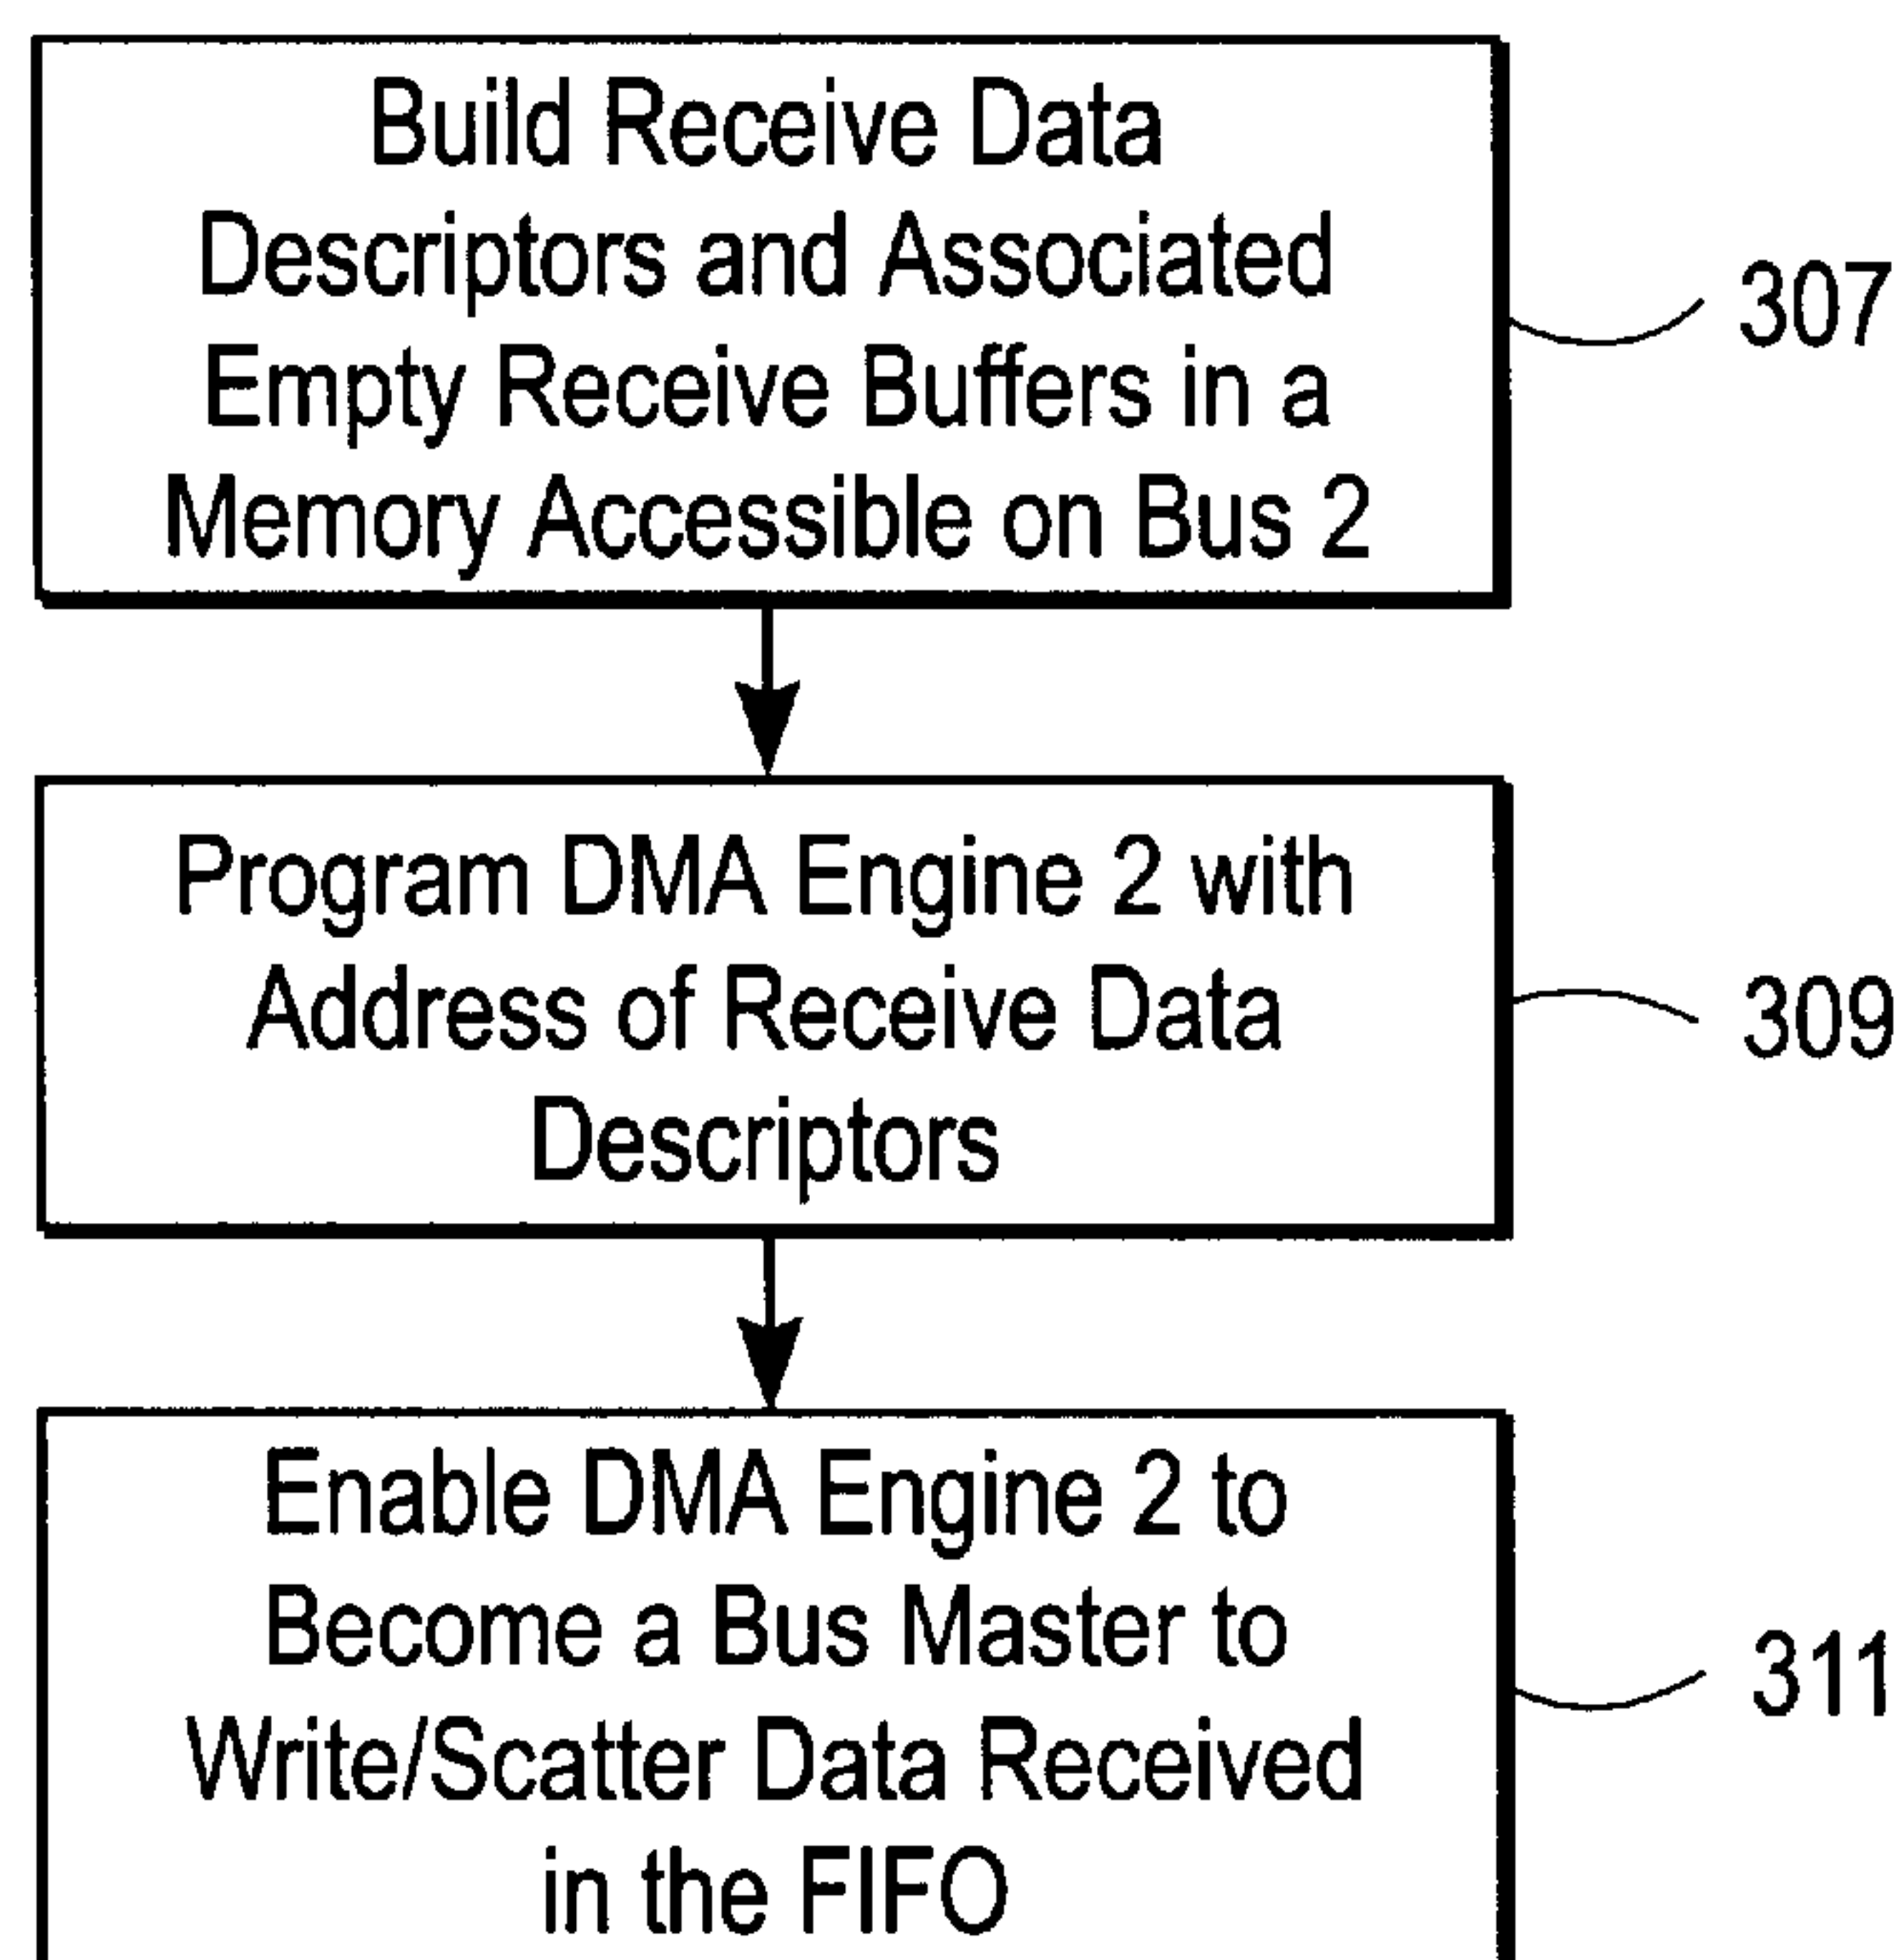 Build Receive Data
Descriptors and Associated
Empty Receive Buffers in a
Memory Accessible on Bus 2
307
Program DMA Engine 2 with
Address of Receive Data
Descriptors
309
Enable DMA Engine 2 to
Become a Bus Master to
Write/Scatter Data Received
in the FIFO
311